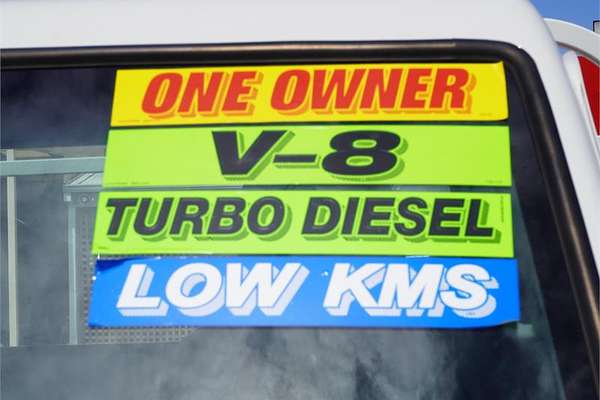 ONE OWNER
V-8
TURBO DIESEL
LOW KMS